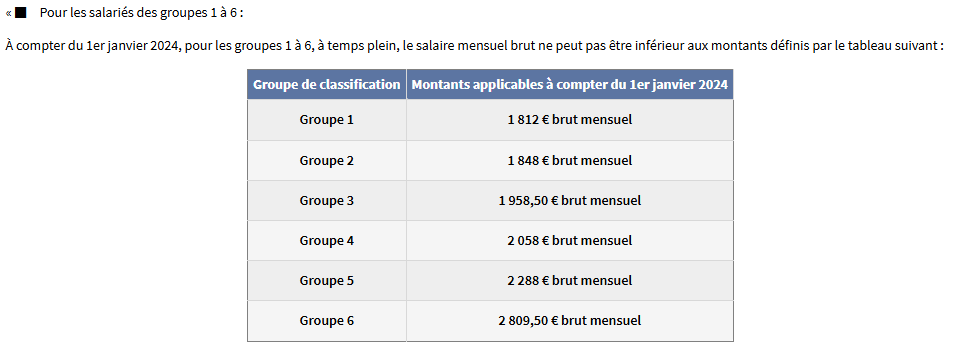 « ■ Pour les salariés des groupes 1 à 6 :
À compter du 1er janvier 2024, pour les groupes 1 à 6, à temps plein, le salaire mensuel brut ne peut pas être inférieur aux montants définis par le tableau suivant :
Groupe de classification Montants applicables à compter du 1er janvier 2024
Groupe 1 1 812 € brut mensuel
Groupe 2 1 848 € brut mensuel
Groupe 3 1 958,50 € brut mensuel
Groupe 4 2 058 € brut mensuel
Groupe 5 2 288 € brut mensuel
Groupe 6 2 809,50 € brut mensuel